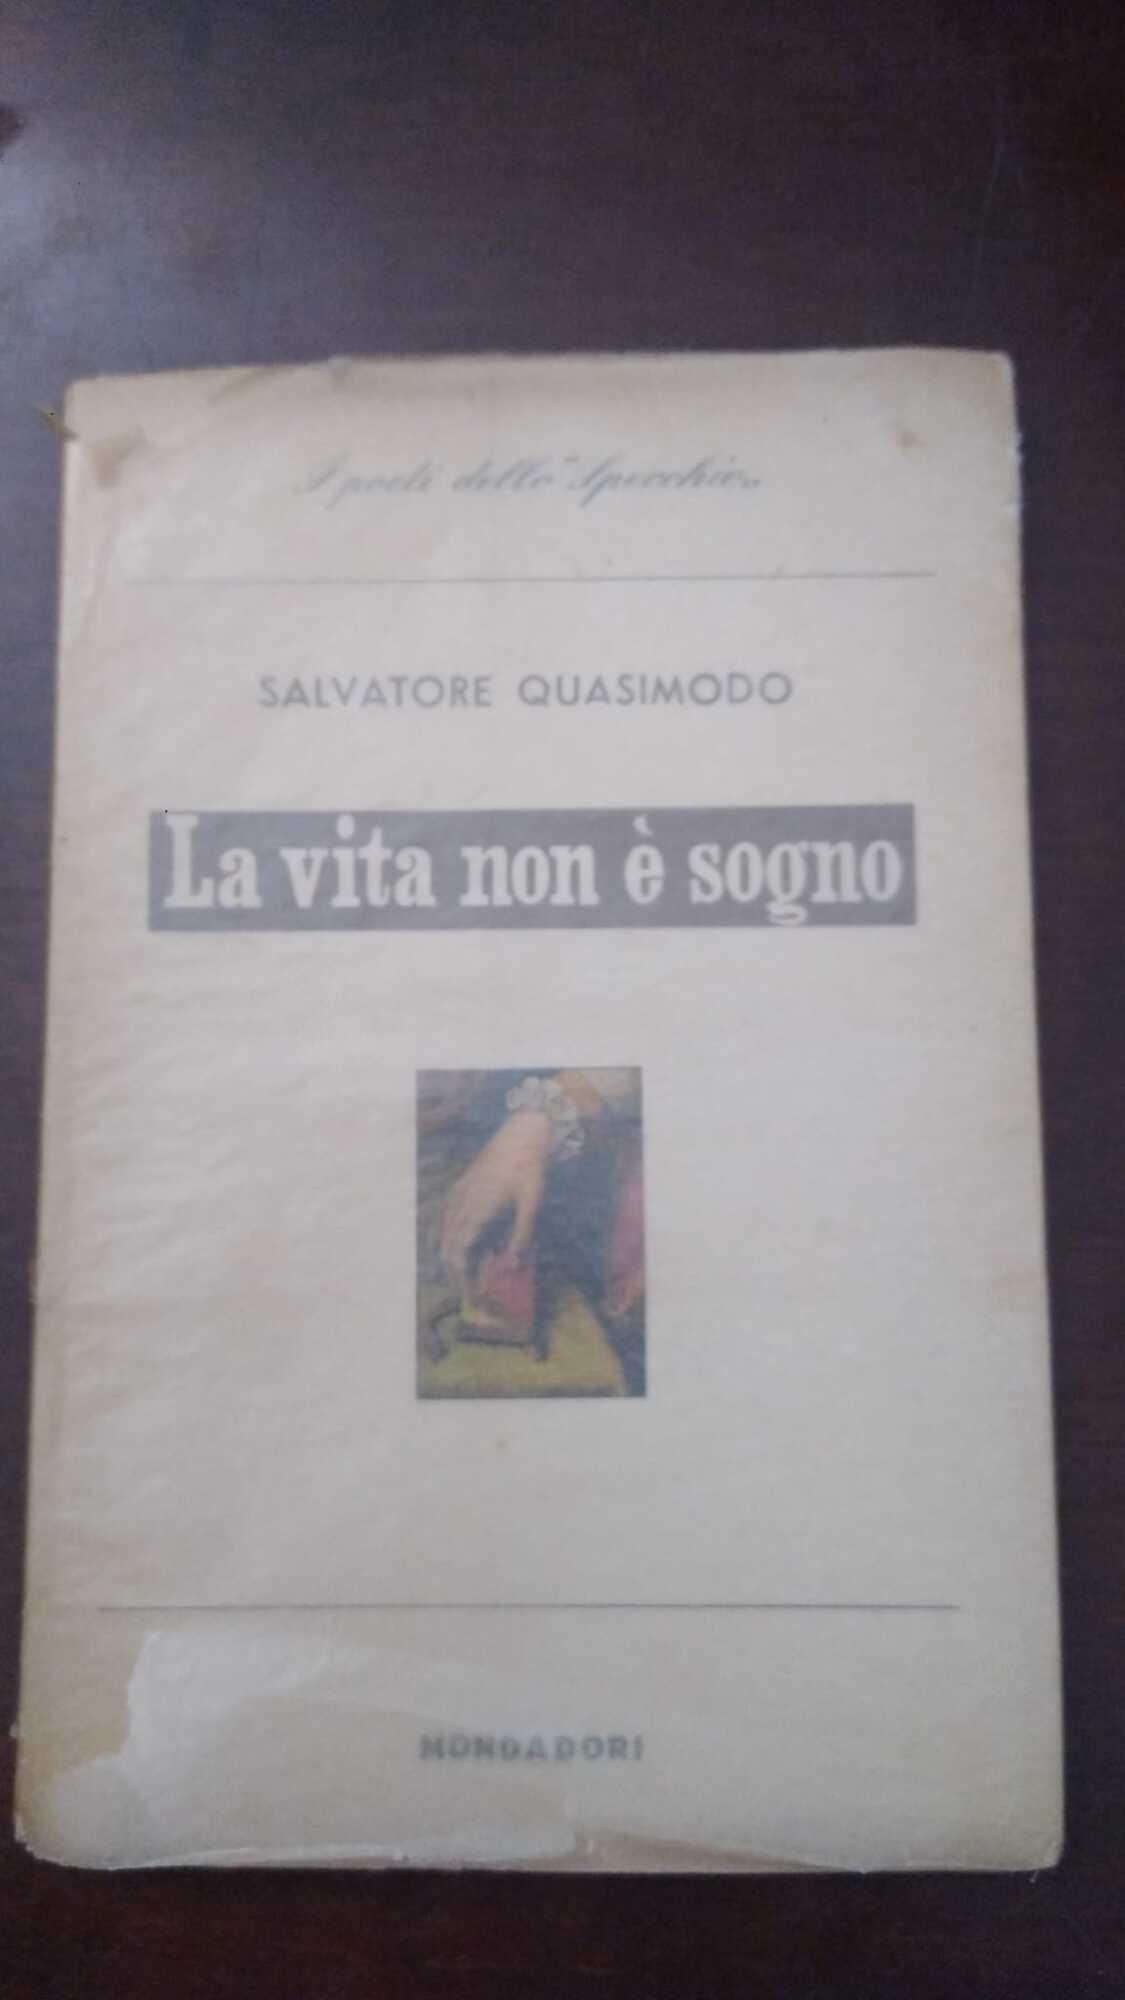 I poeti dello "Specchio"
SALVATORE QUASIMODO
La vita non è sogno
MONDADORI